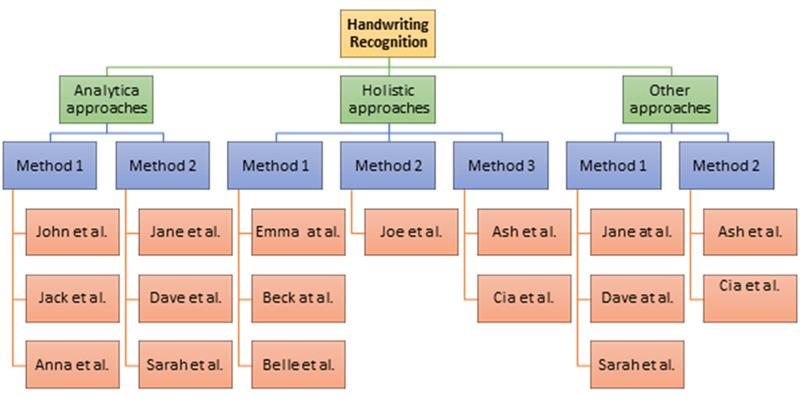 Handwriting
Recognition
Analytica
approaches
Holistic
approaches
Other
approaches
Method 1
Method 2
Method 1
Method 2
Method 3
Method 1
Method 2
John et al.
Jane et al.
Emma at al.
Joe et al.
Ash et al.
Jane at al.
Ash et al.
Jack et al.
Dave et al.
Beck at al.
Cia et al.
Dave at al.
Cia et al.
Anna et al.
Sarah et al.
Belle et al.
Sarah et al.